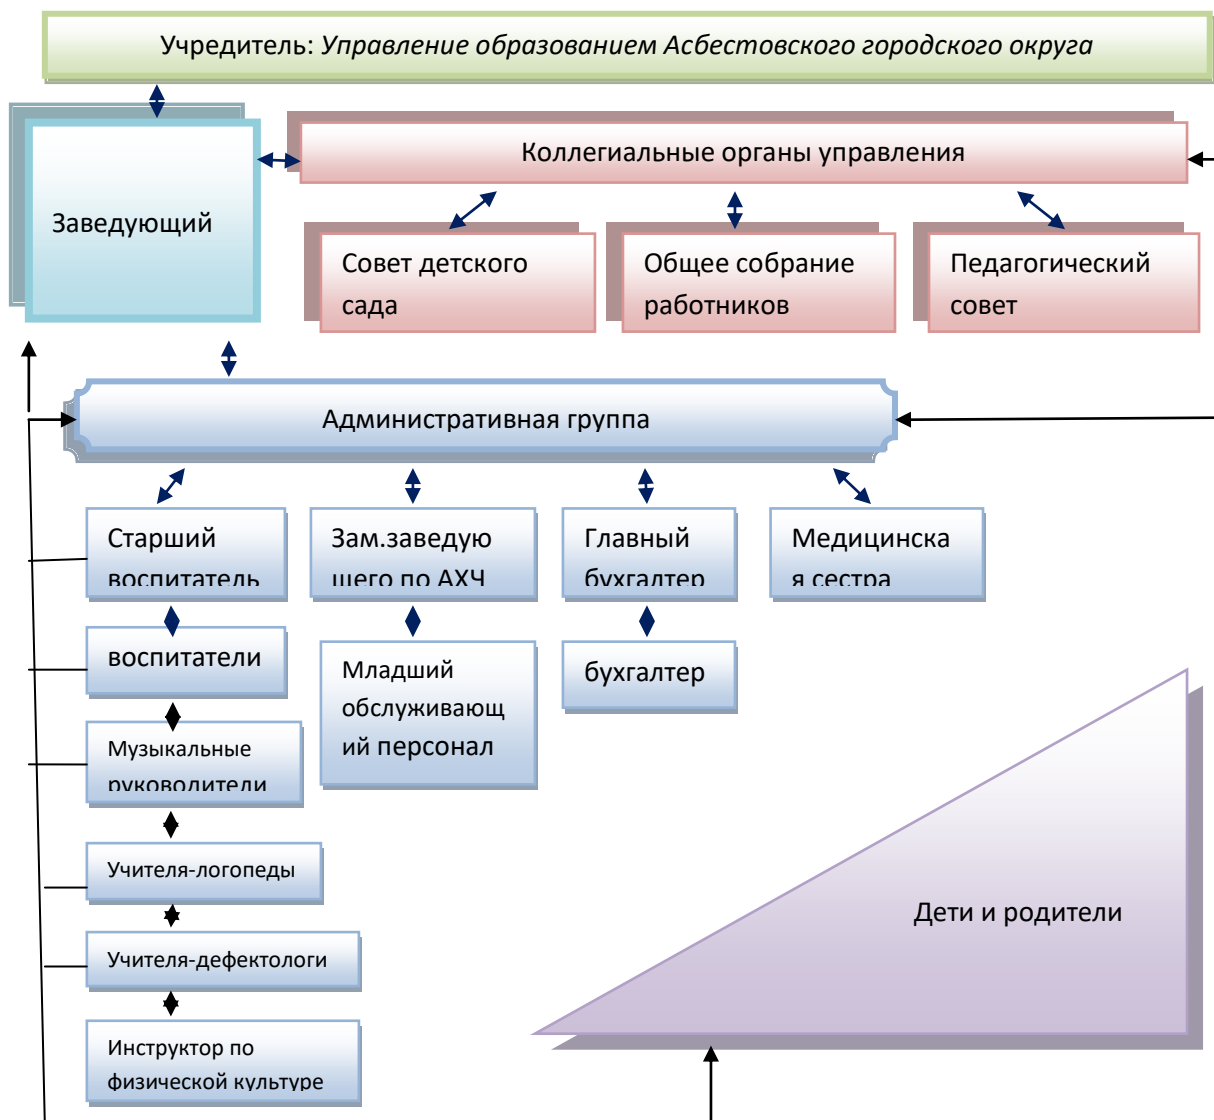 Учредитель: Управление образованием Асбестовского городского округа
Коллегиальные органы управления
Заведующий
Совет детского
сада
Общее собрание
работников
Педагогический
совет
Административная группа
Старший
воспитатель
Зам.заведую
щего по АХЧ
Главный
бухгалтер
Медицинска
я сестра
воспитатели
Младший
обслуживающ
ий персонал
бухгалтер
Музыкальные
руководители
Учителя-логопеды
Дети и родители
Учителя-дефектологи
Инструктор по
физической культуре